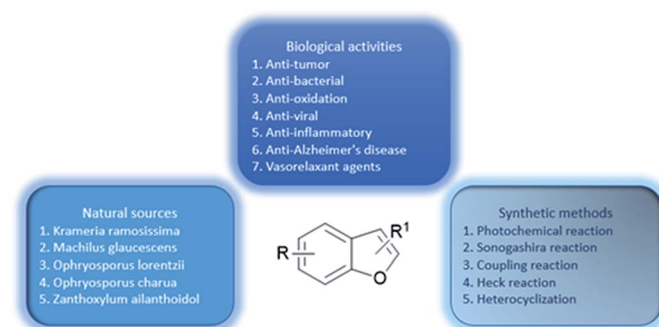 Biological activities
1. Anti-tumor
2. Anti-bacterial
3. Anti-oxidation
4. Anti-viral
5. Anti-inflammatory
6. Anti-Alzheimer's disease
7. Vasorelaxant agents
Natural sources
1. Krameria ramosissima
2. Machilus glaucescens
3. Ophryosporus lorentzii
4. Ophryosporus charua
5. Zanthoxylum ailanthoidol
R
R¹
O
Synthetic methods
1. Photochemical reaction
2. Sonogashira reaction
3. Coupling reaction
4. Heck reaction
5. Heterocyclization